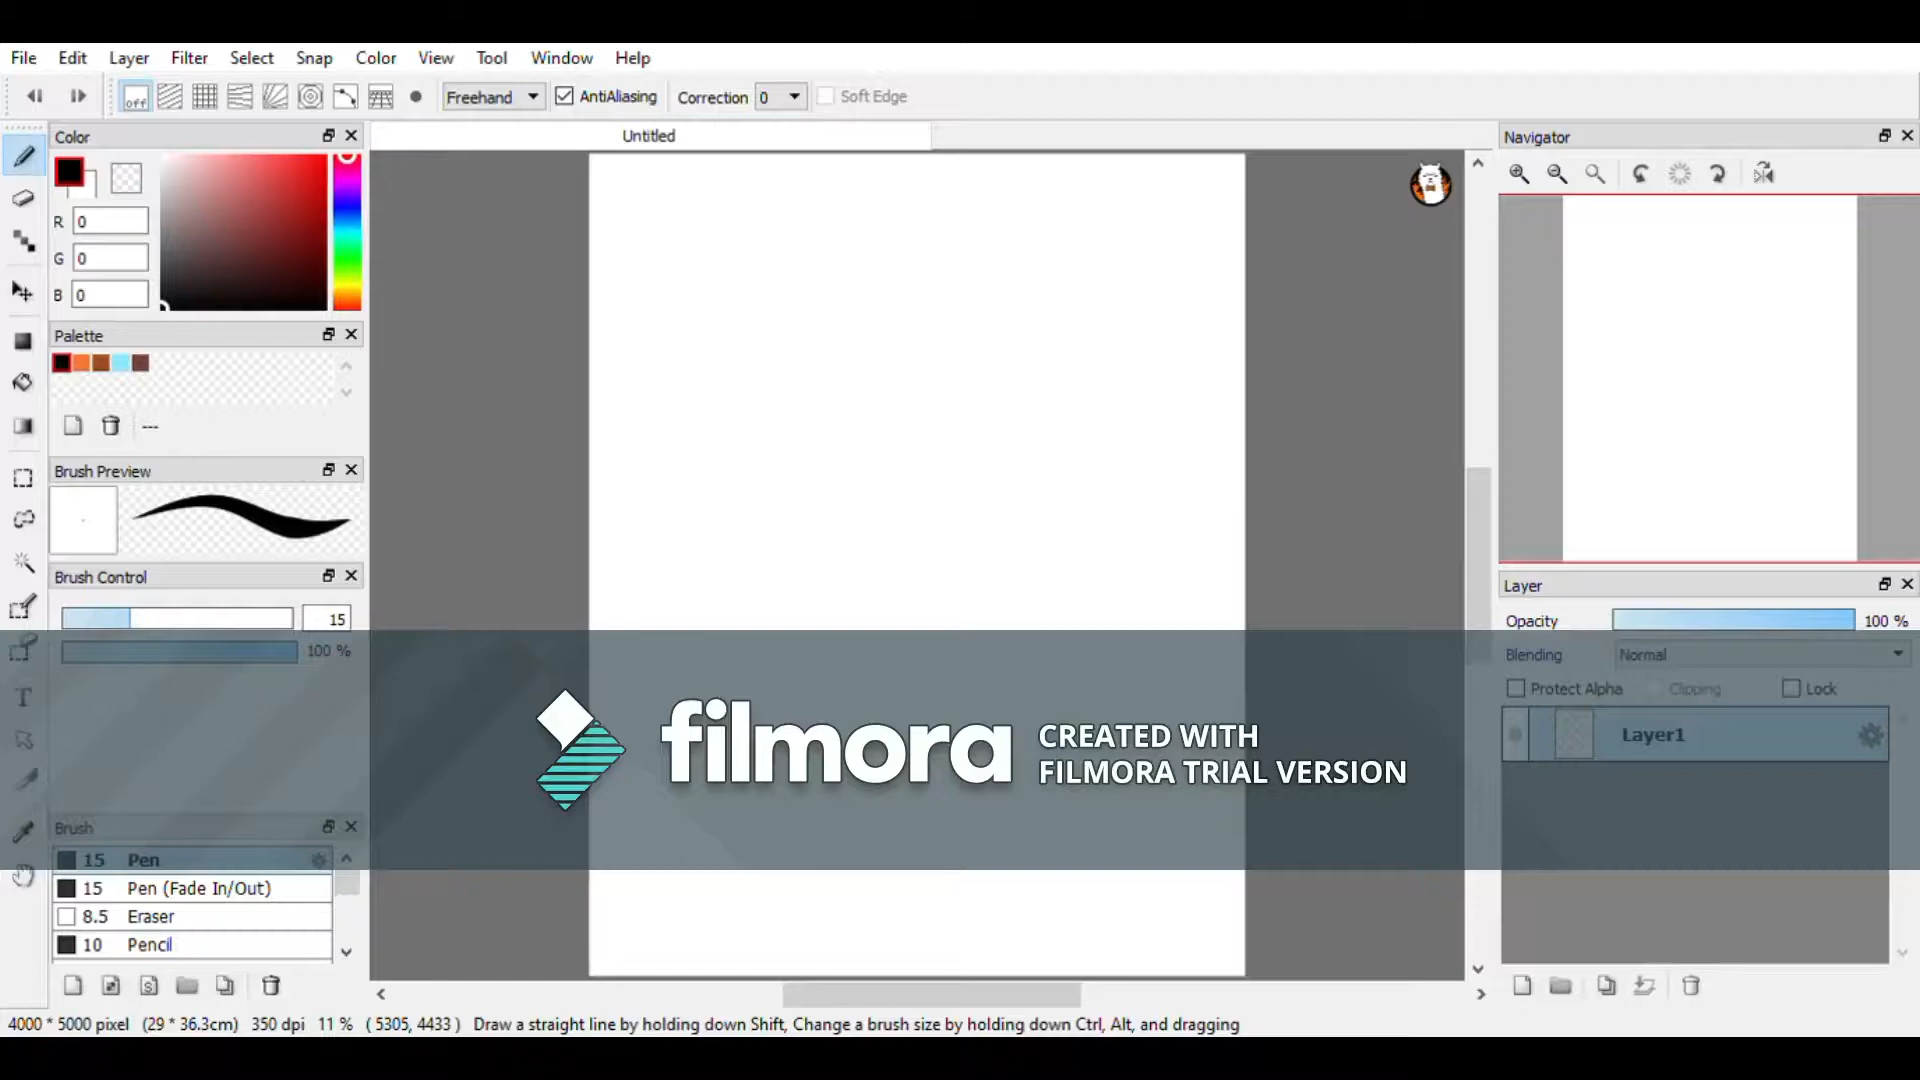 File Edit Layer Filter Select Snap Color View Tool Window Help
off Freehand AntiAliasing Correction 0 Soft Edge
Color
R 0
G 0
B 0
Palette
---
Brush Preview
Brush Control
15
100 %
Brush
15 Pen
15 Pen (Fade In/Out)
8.5 Eraser
10 Pencil
Untitled
filmora
CREATED WITH
FILMORA TRIAL VERSION
Navigator
Layer
Opacity 100 %
Blending Normal
Protect Alpha Clipping Lock
Layer1
4000 * 5000 pixel (29 * 36.3cm) 350 dpi 11 % ( 5305, 4433 ) Draw a straight line by holding down Shift, Change a brush size by holding down Ctrl, Alt, and dragging